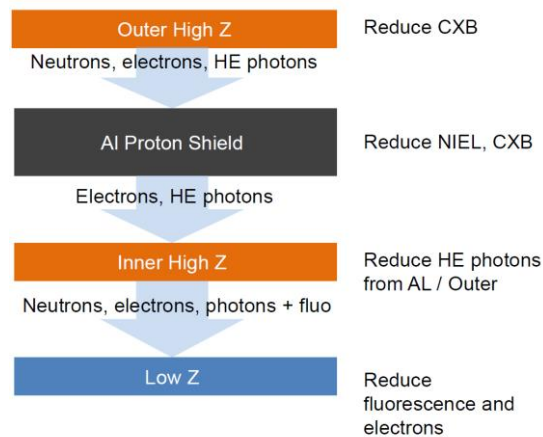 Outer High Z
Reduce CXB
Neutrons, electrons, HE photons
Al Proton Shield
Reduce NIEL, CXB
Electrons, HE photons
Inner High Z
Reduce HE photons
from AL / Outer
Neutrons, electrons, photons + fluo
Low Z
Reduce
fluorescence and
electrons